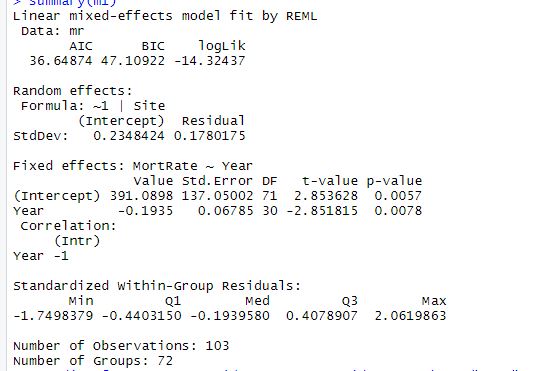 > summary(m1)
Linear mixed-effects model fit by REML
 Data: mr
       AIC      BIC    logLik
  36.64874 47.10922 -14.32437

Random effects:
 Formula: ~1 | Site
        (Intercept)  Residual
StdDev:   0.2348424 0.1780175

Fixed effects: MortRate ~ Year
               Value Std.Error DF   t-value p-value
(Intercept) 391.0898 137.05002 71  2.853628  0.0057
Year         -0.1935   0.06785 30 -2.851815  0.0078
 Correlation:
     (Intr)
Year -1

Standardized Within-Group Residuals:
       Min         Q1        Med         Q3        Max
-1.7498379 -0.4403150 -0.1939580  0.4078907  2.0619863

Number of Observations: 103
Number of Groups: 72